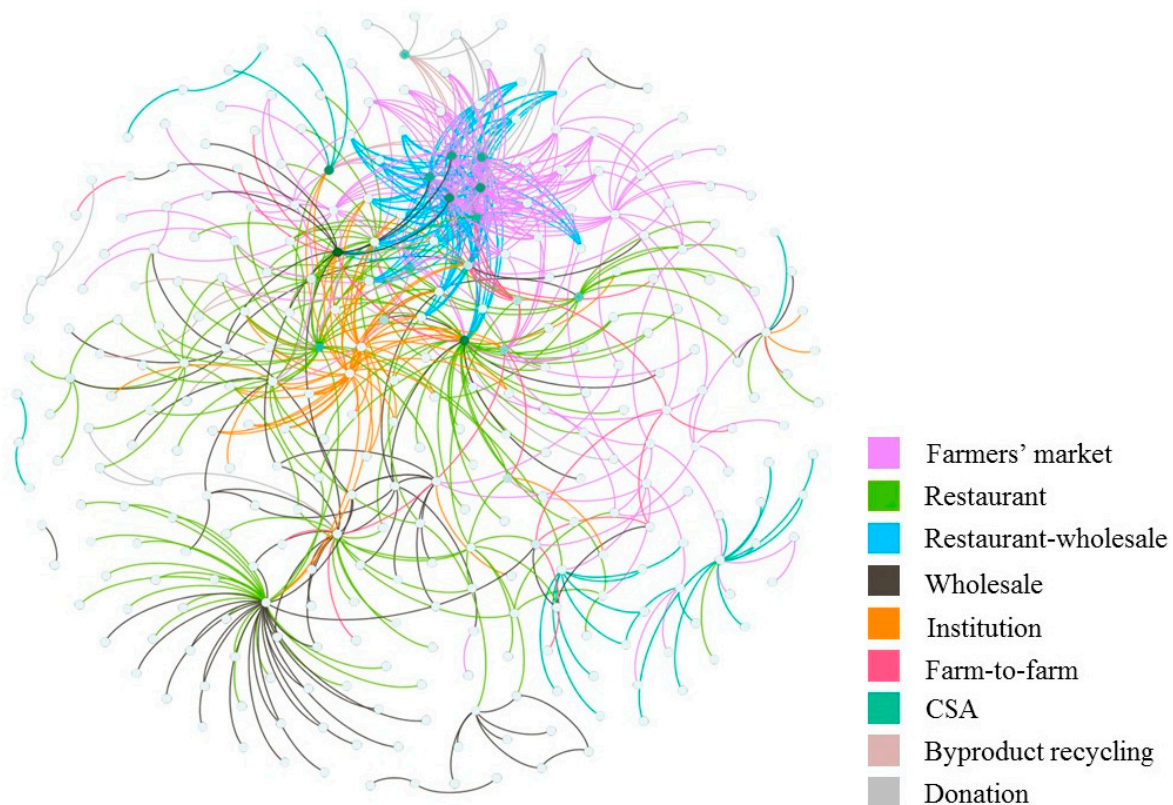 Farmers’ market
Restaurant
Restaurant-wholesale
Wholesale
Institution
Farm-to-farm
CSA
Byproduct recycling
Donation